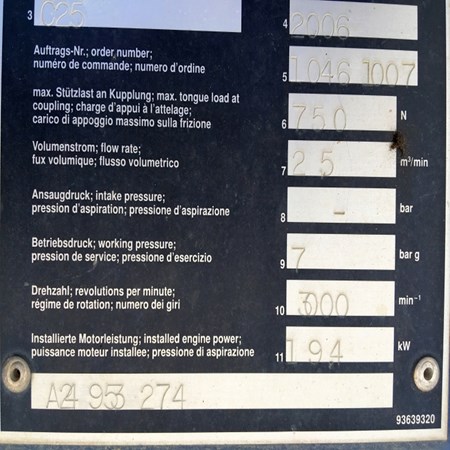 3 C25
4 2006
Auftrags-Nr.; order number;
numéro de commande; numero d'ordine
5 1046 1007
max. Stützlast an Kupplung; max. tongue load at
coupling; charge d'appui à l'attelage;
carico di appoggio massimo sulla frizione
6 750 N
Volumenstrom; flow rate;
fux volumique; flusso volumetrico
7 25 m³/min
Ansaugdruck; intake pressure;
pression d'aspiration; pressione d'aspirazione
8 - bar
Betriebsdruck; working pressure;
pression de service; pressione d'esercizio
9 7 bar g
Drehzahl; revolutions per minute;
régime de rotation; numero dei giri
10 300 min⁻¹
Installierte Motorleistung; installed engine power;
puissance moteur installee; pressione di aspirazione
11 194 kW
A24 953 274
93639320